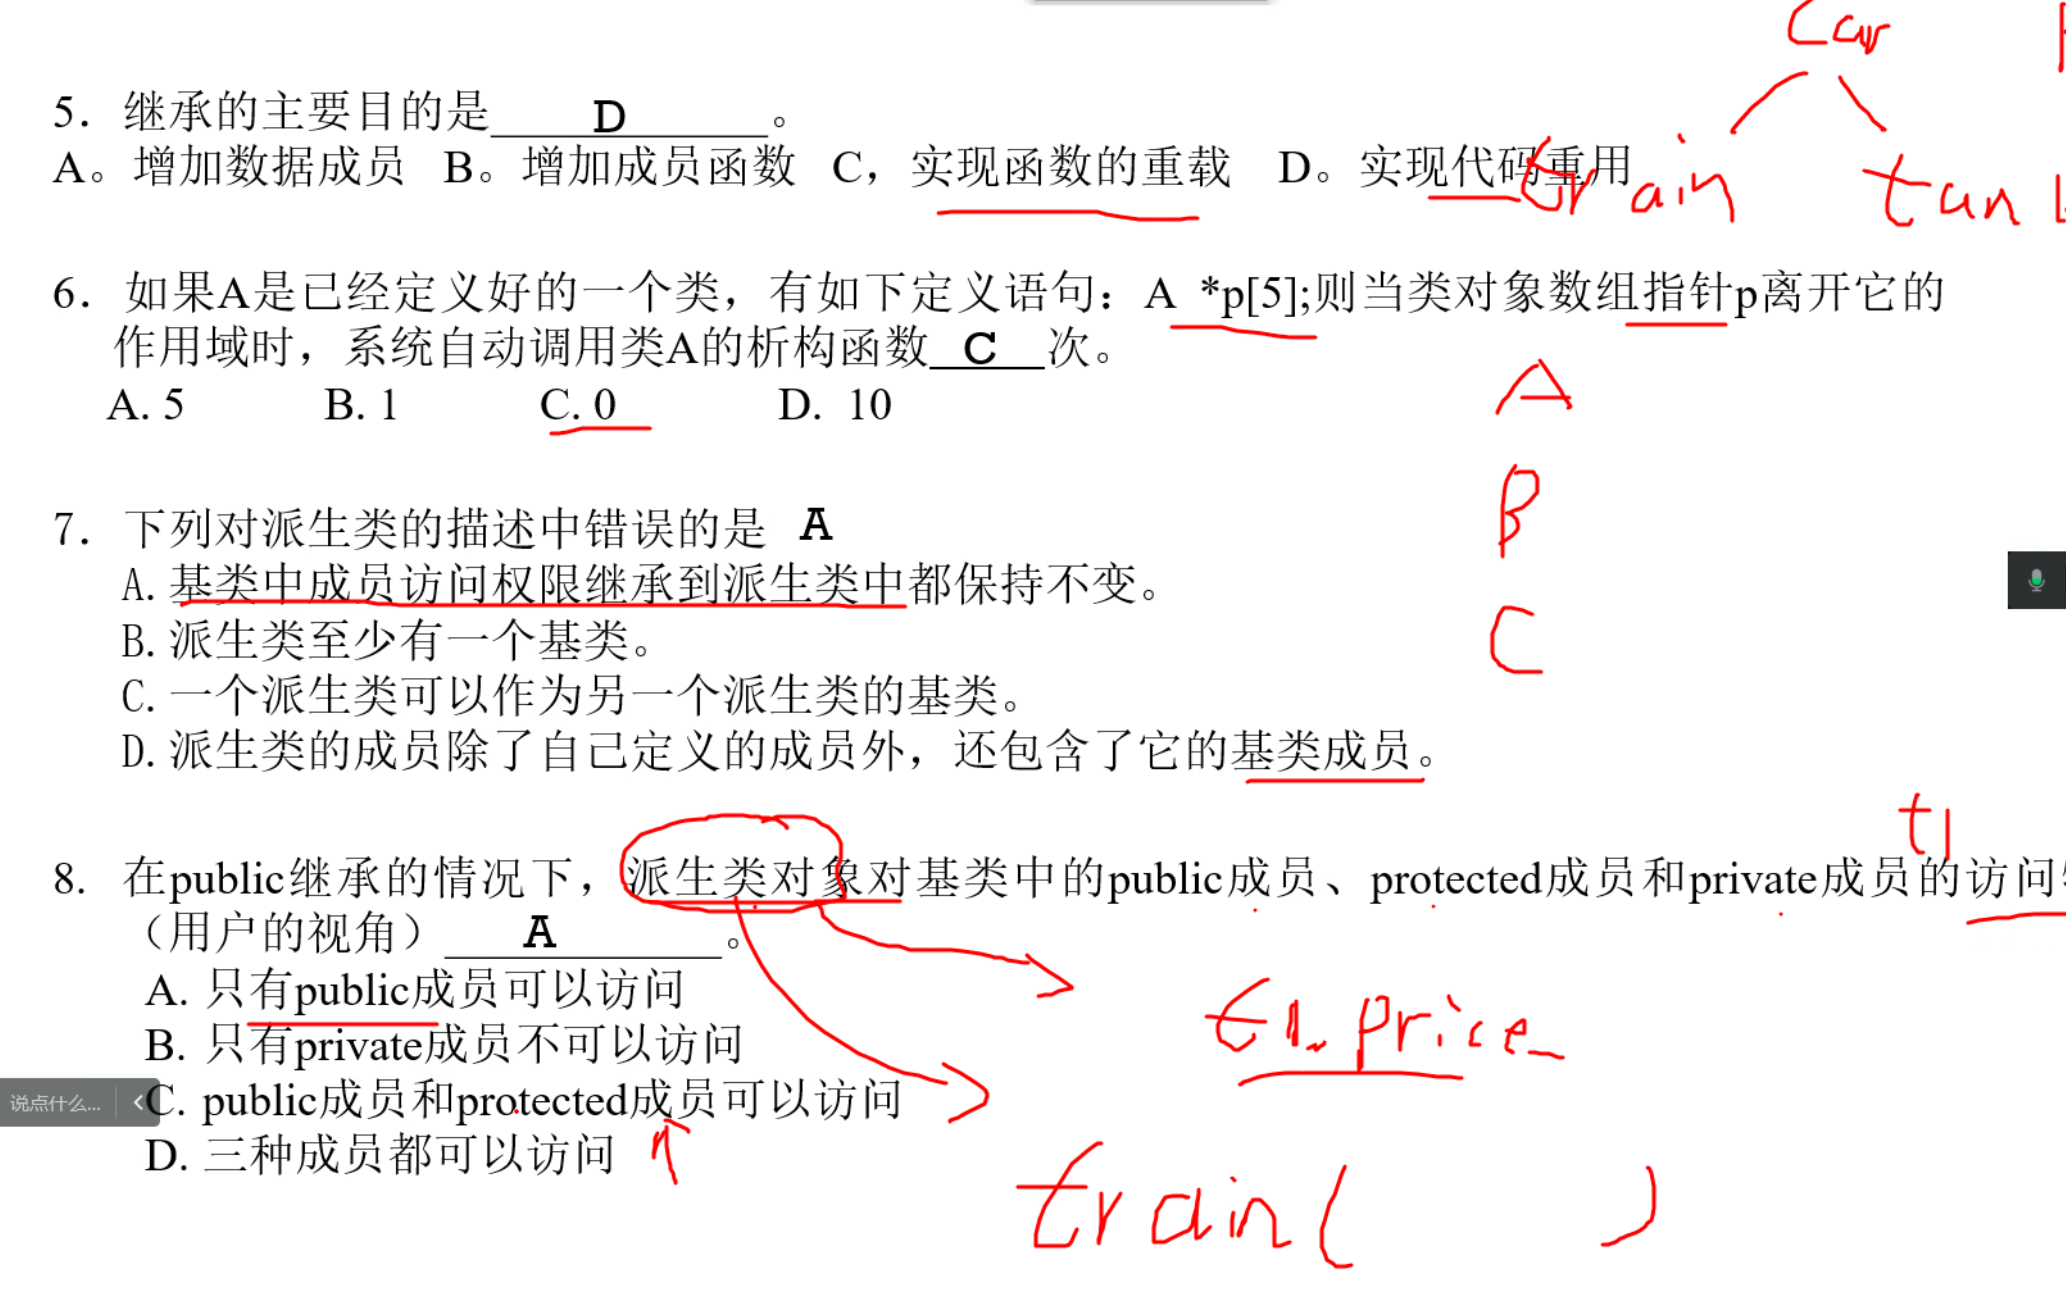 Car
5. 继承的主要目的是 D 。
A。增加数据成员 B。增加成员函数 C，实现函数的重载 D。实现代码重用
train tan
6. 如果A是已经定义好的一个类，有如下定义语句：A *p[5];则当类对象数组指针p离开它的
作用域时，系统自动调用类A的析构函数 C 次。
A. 5 B. 1 C. 0 D. 10
A
B
C
7. 下列对派生类的描述中错误的是 A
A. 基类中成员访问权限继承到派生类中都保持不变。
B. 派生类至少有一个基类。
C. 一个派生类可以作为另一个派生类的基类。
D. 派生类的成员除了自己定义的成员外，还包含了它的基类成员。
t1
8. 在public继承的情况下，派生类对象对基类中的public成员、protected成员和private成员的访问
（用户的视角） A 。
A. 只有public成员可以访问
B. 只有private成员不可以访问
t1. price
说点什么...
C. public成员和protected成员可以访问
D. 三种成员都可以访问
train( )